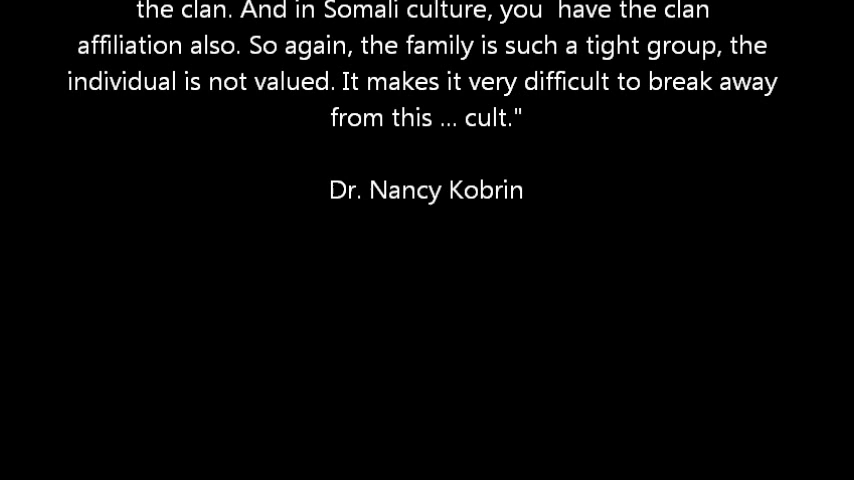 the clan. And in Somali culture, you  have the clan
affiliation also. So again, the family is such a tight group, the
individual is not valued. It makes it very difficult to break away
from this ... cult."
Dr. Nancy Kobrin